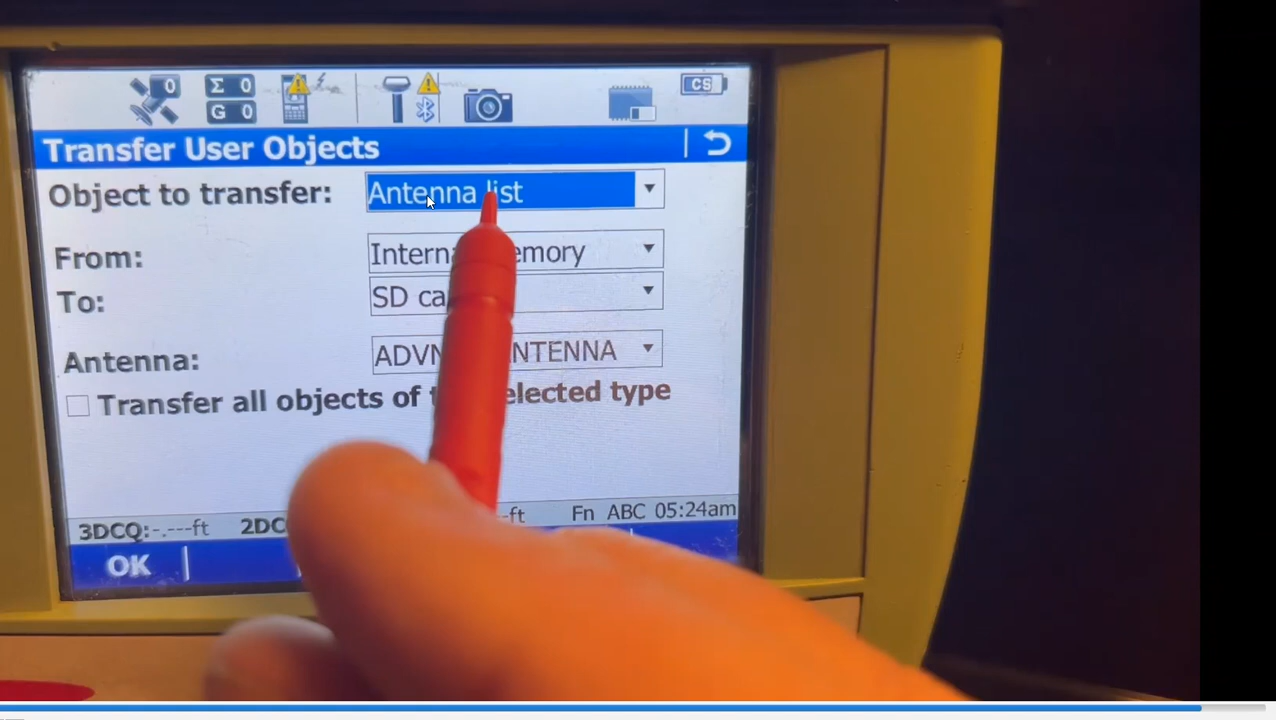 0
Σ 0
G 0
CS
Transfer User Objects
Object to transfer: Antenna list
From: Intern emory
To: SD ca
Antenna: ADVN NTENNA
Transfer all objects of elected type
3DCQ:-.---ft 2DC -ft Fn ABC 05:24am
OK